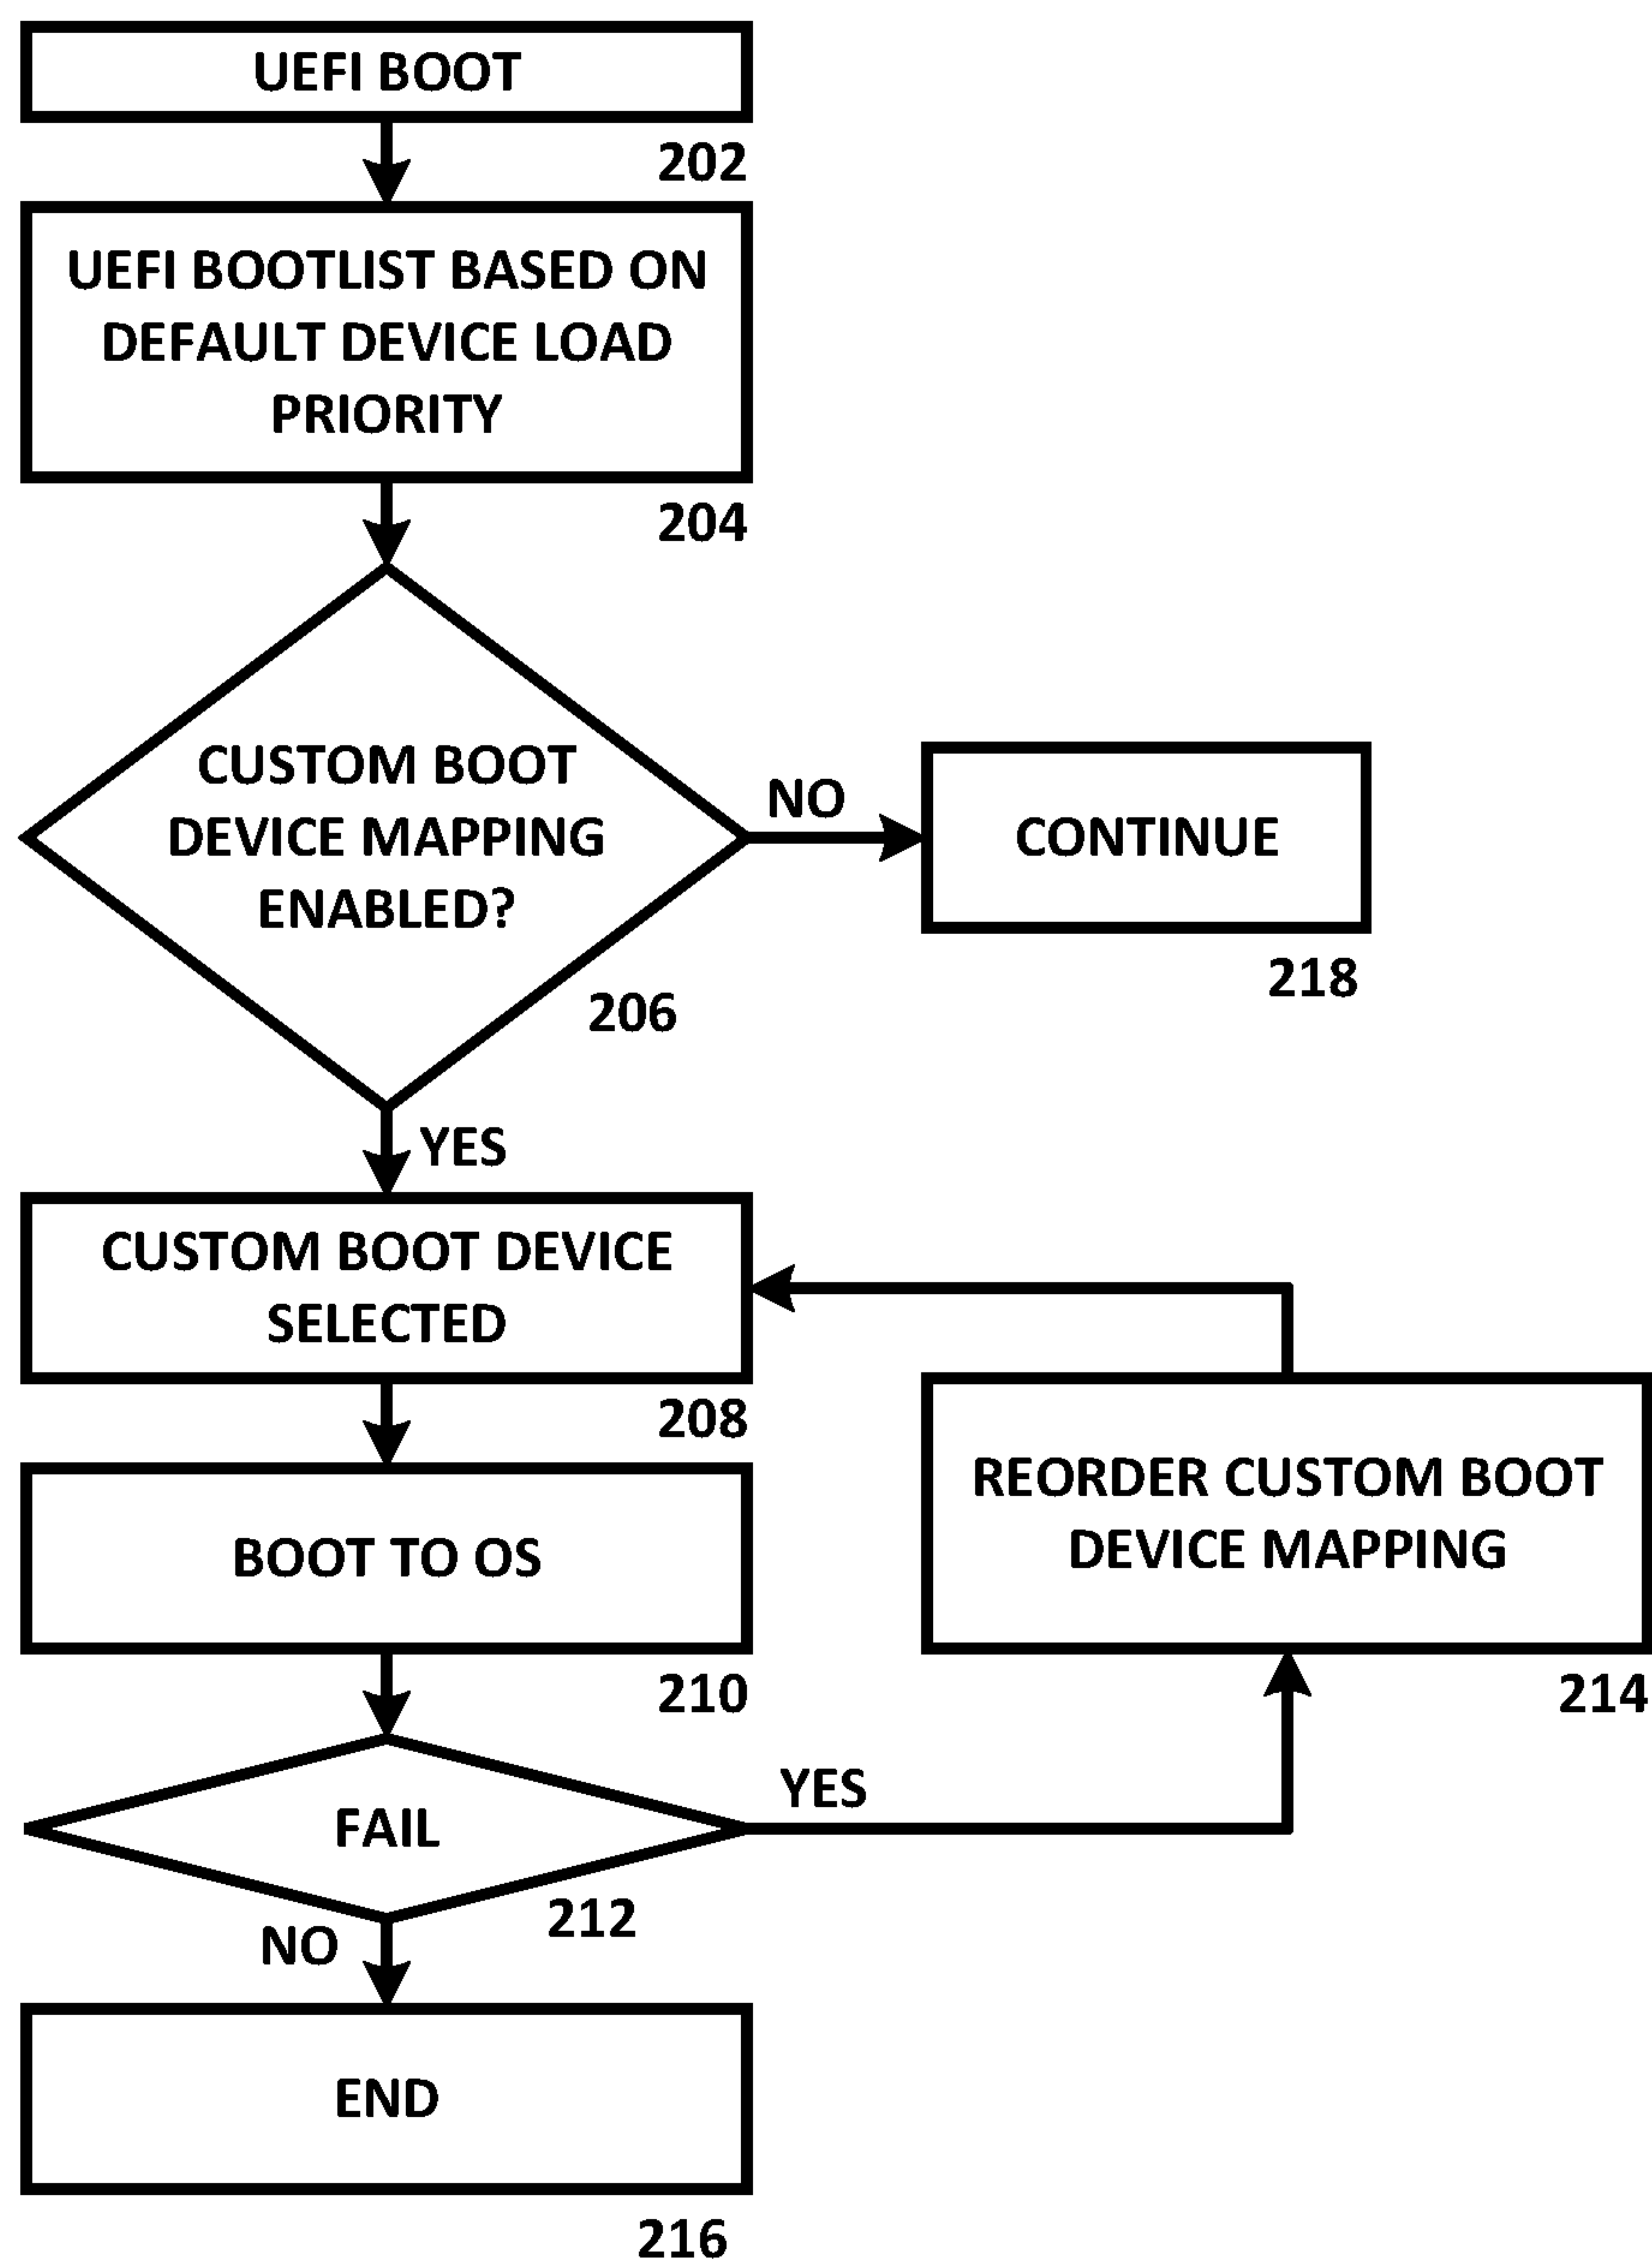 UEFI BOOT
202
UEFI BOOTLIST BASED ON
DEFAULT DEVICE LOAD
PRIORITY
204
CUSTOM BOOT
DEVICE MAPPING
ENABLED?
206
NO
CONTINUE
218
YES
CUSTOM BOOT DEVICE
SELECTED
208
BOOT TO OS
210
REORDER CUSTOM BOOT
DEVICE MAPPING
214
FAIL
212
YES
NO
END
216